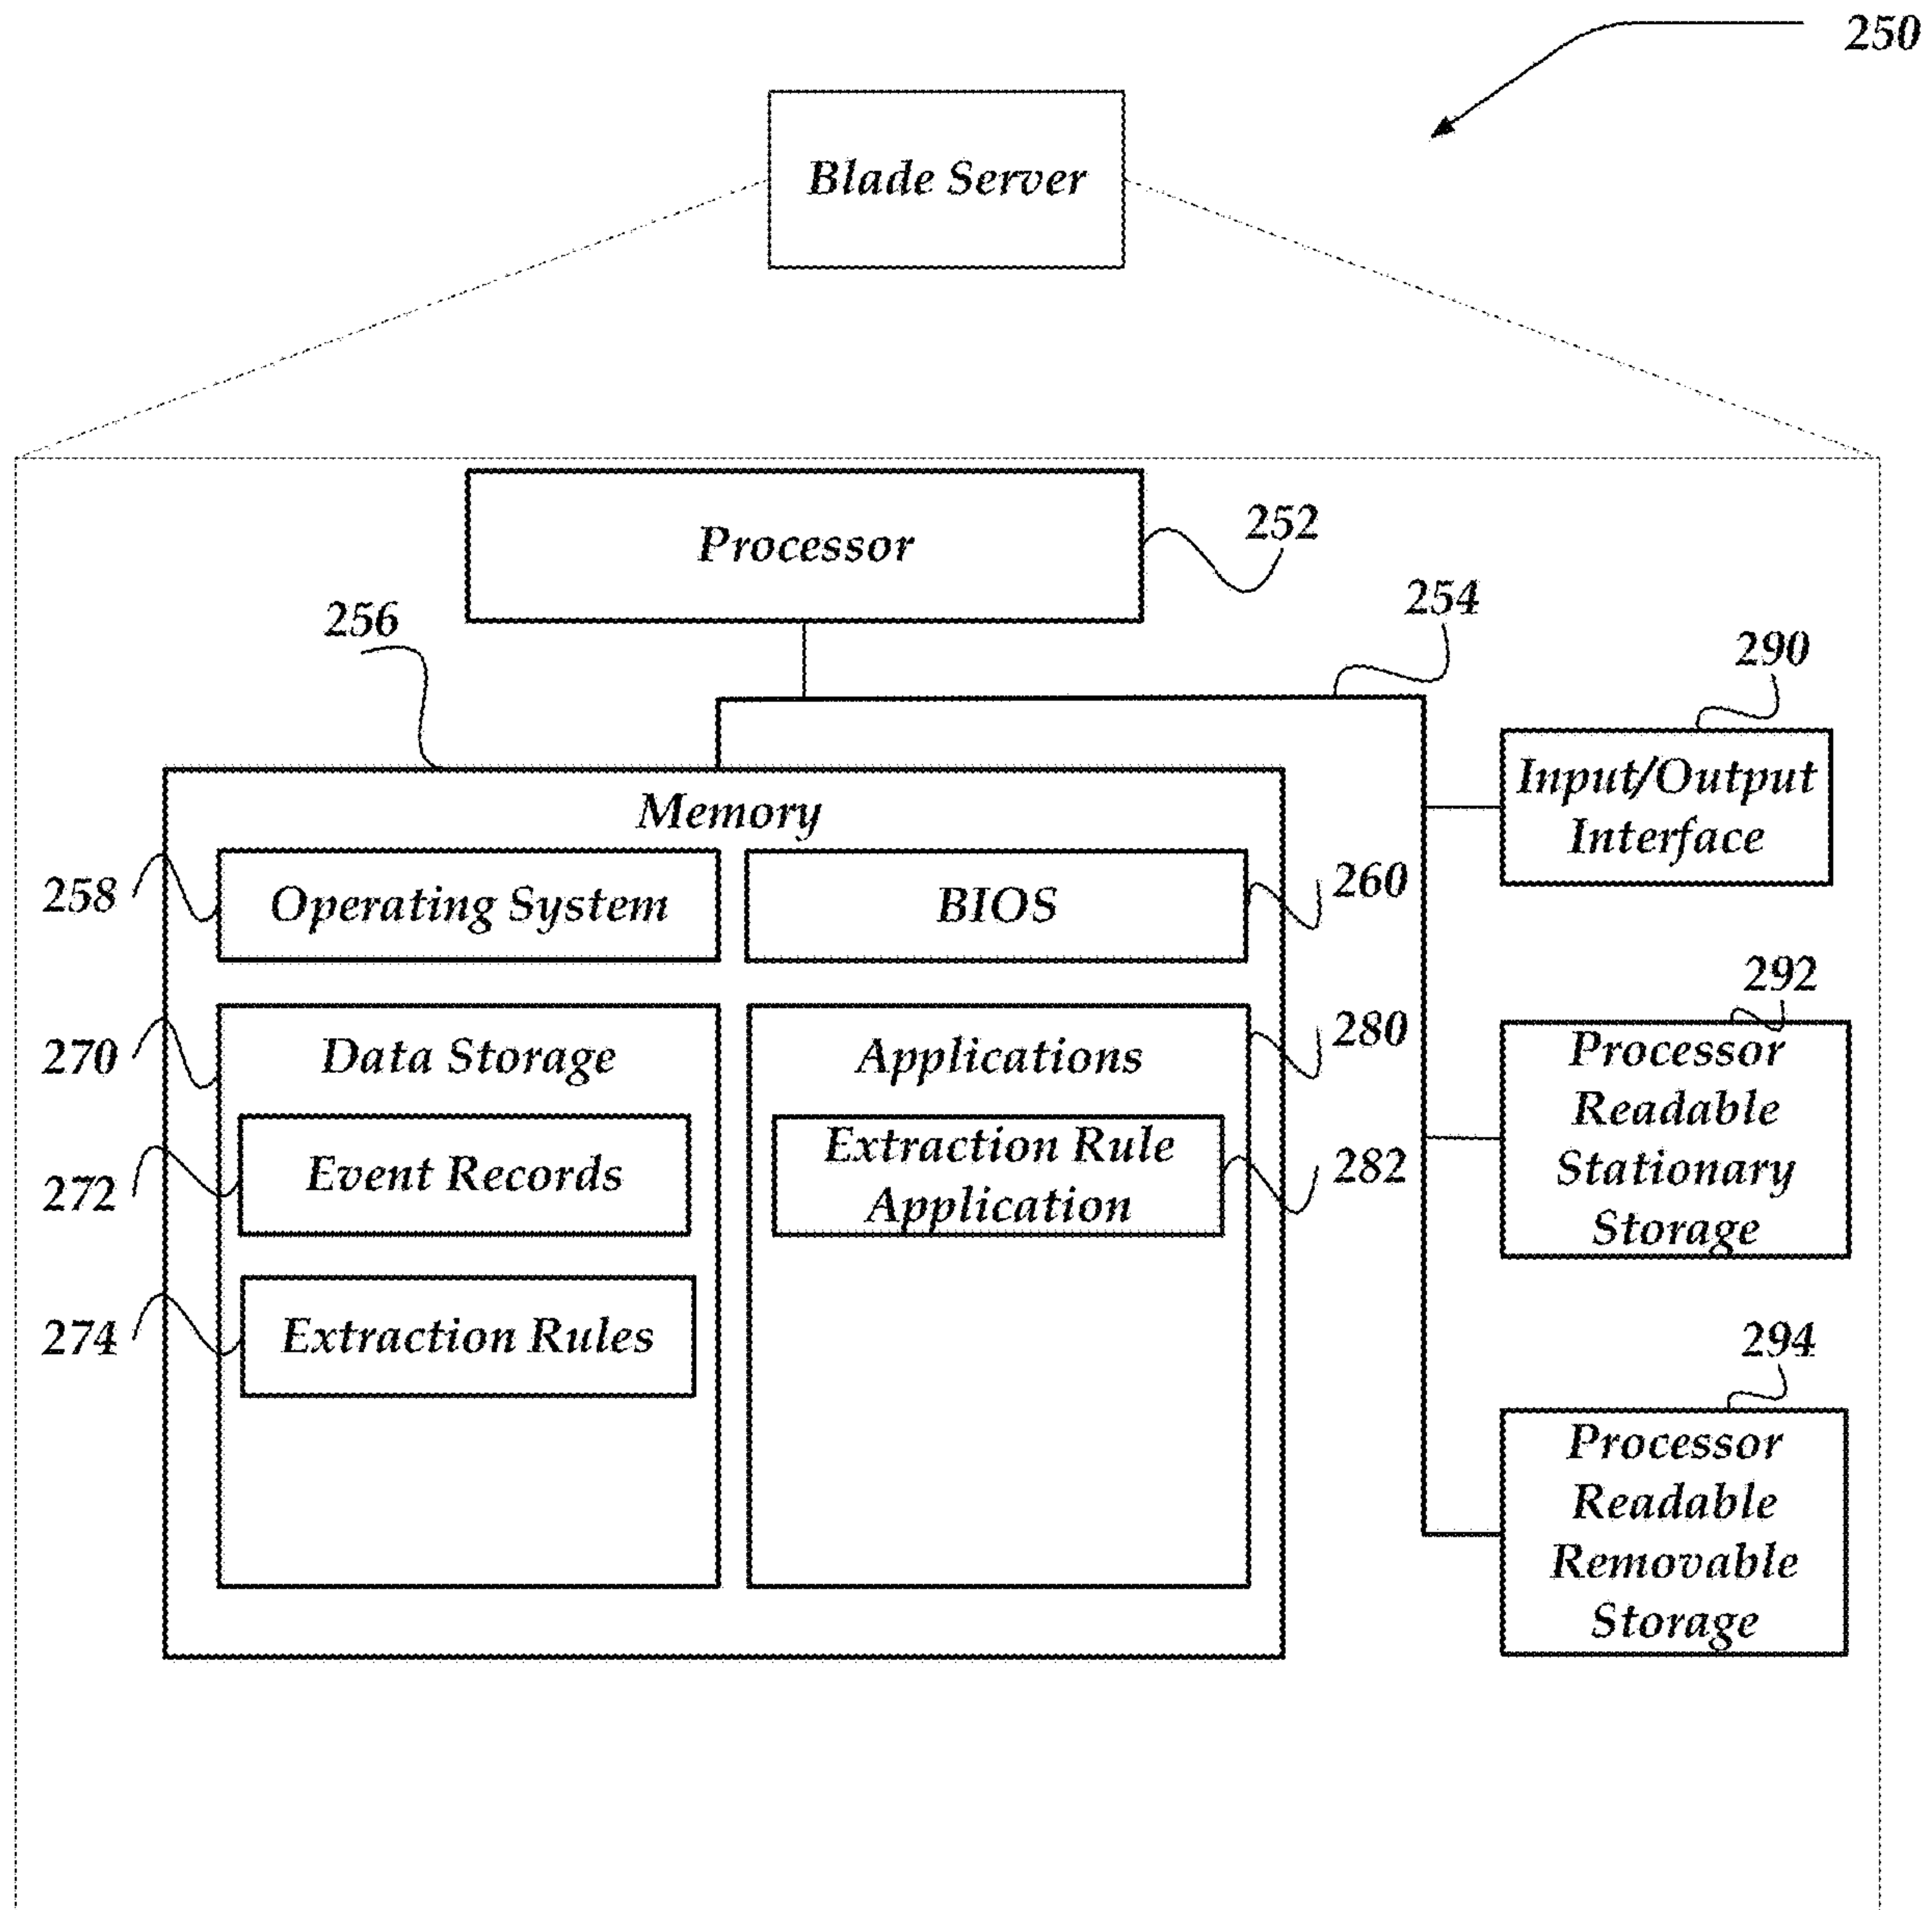 250
Blade Server
Processor
252
256
254
290
Input/Output
Interface
Memory
258
Operating System
BIOS
260
292
Processor
Readable
Stationary
Storage
270
Data Storage
Applications
280
272
Event Records
Extraction Rule
Application
282
274
Extraction Rules
294
Processor
Readable
Removable
Storage